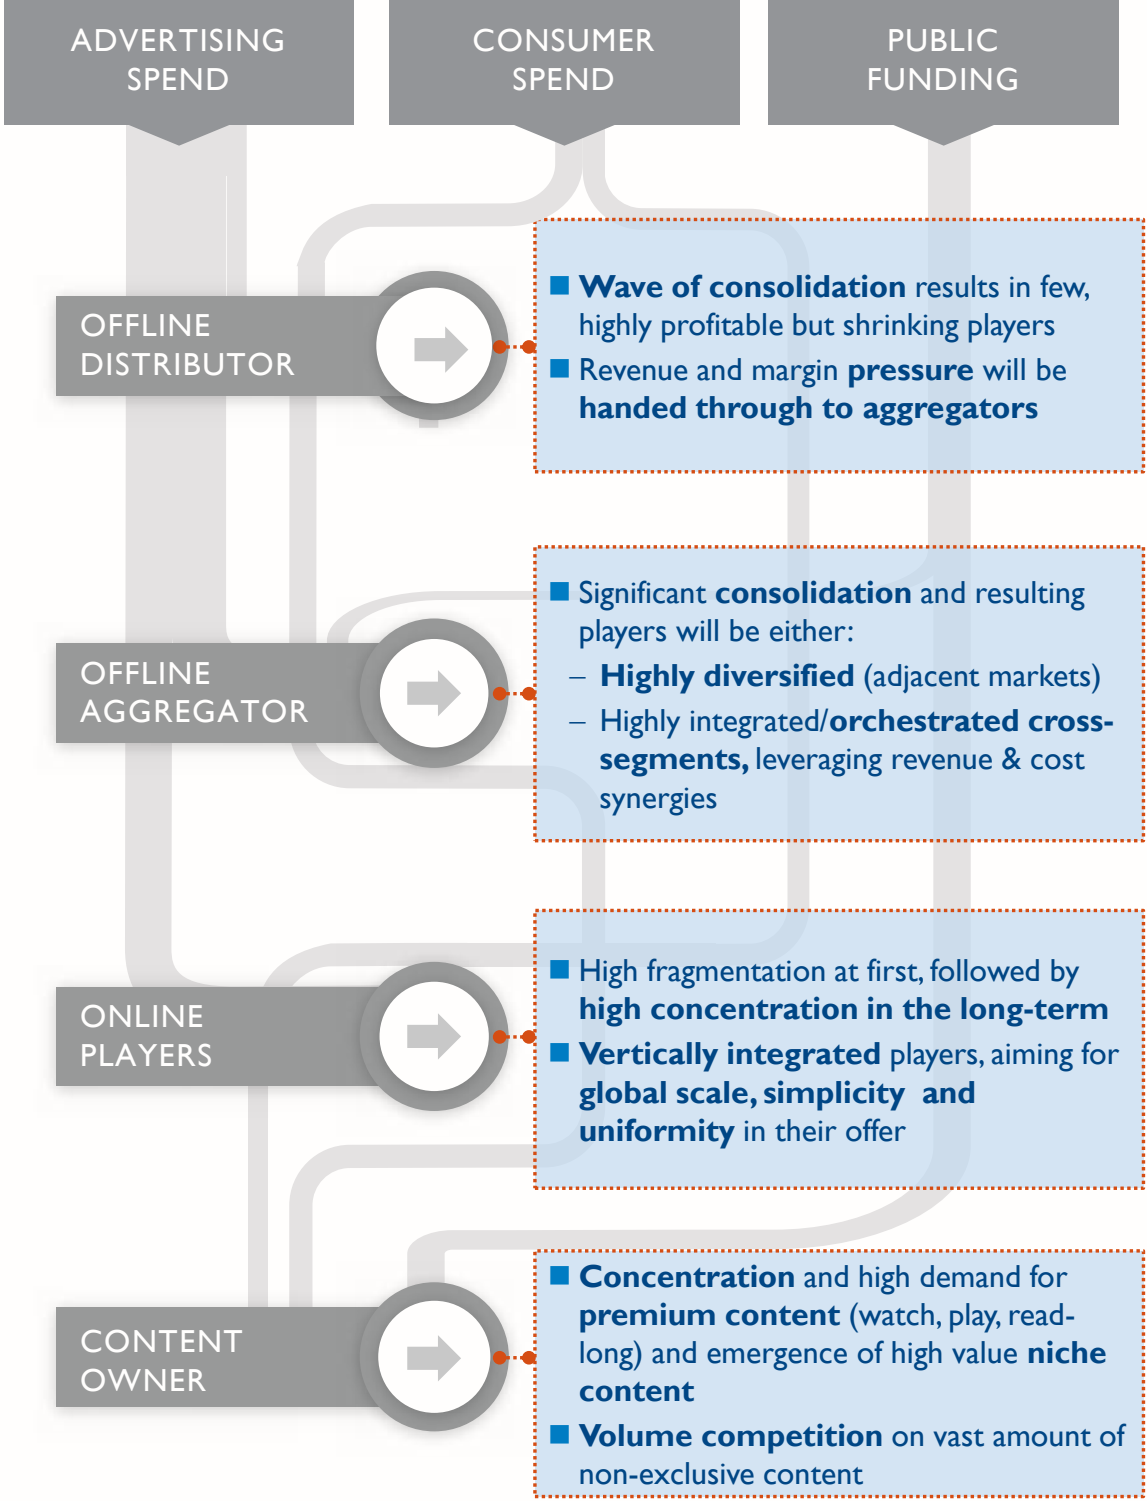 ADVERTISING
SPEND
CONSUMER
SPEND
PUBLIC
FUNDING
OFFLINE
DISTRIBUTOR
■ Wave of consolidation results in few,
highly profitable but shrinking players
■ Revenue and margin pressure will be
handed through to aggregators
OFFLINE
AGGREGATOR
■ Significant consolidation and resulting
players will be either:
– Highly diversified (adjacent markets)
– Highly integrated/orchestrated cross-
segments, leveraging revenue & cost
synergies
ONLINE
PLAYERS
■ High fragmentation at first, followed by
high concentration in the long-term
■ Vertically integrated players, aiming for
global scale, simplicity and
uniformity in their offer
CONTENT
OWNER
■ Concentration and high demand for
premium content (watch, play, read-
long) and emergence of high value niche
content
■ Volume competition on vast amount of
non-exclusive content